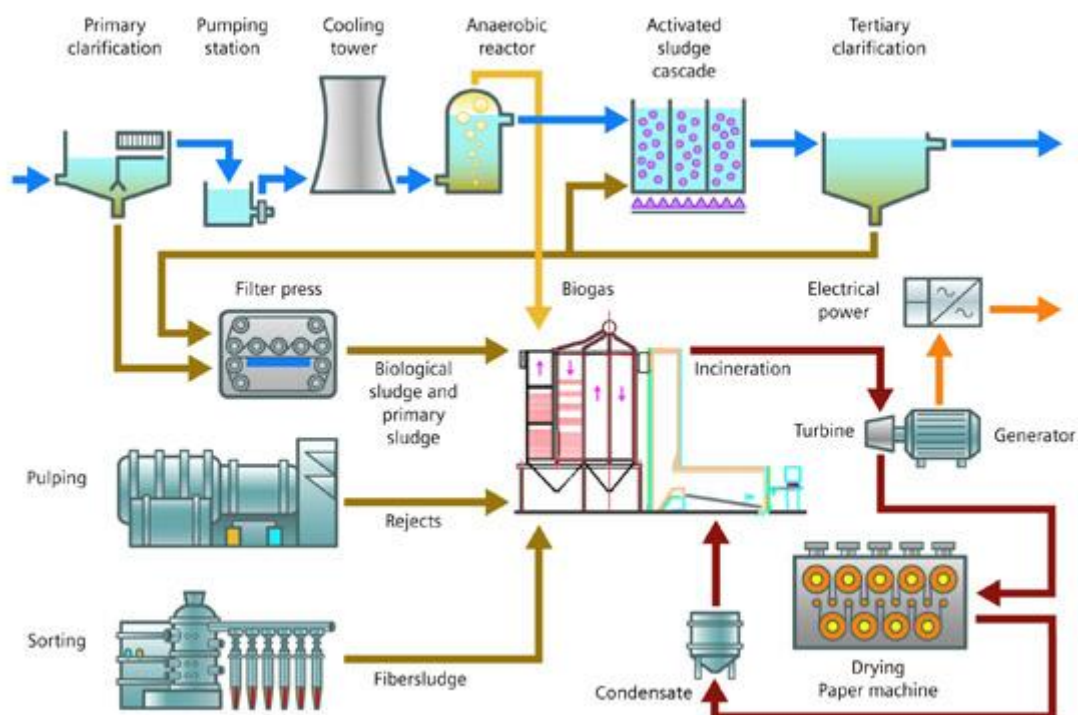 Primary
clarification
Pumping
station
Cooling
tower
Anaerobic
reactor
Activated
sludge
cascade
Tertiary
clarification
Filter press
Biogas
Electrical
power
Biological
sludge and
primary
sludge
Incineration
Turbine
Generator
Pulping
Rejects
Sorting
Fibersludge
Condensate
Drying
Paper machine